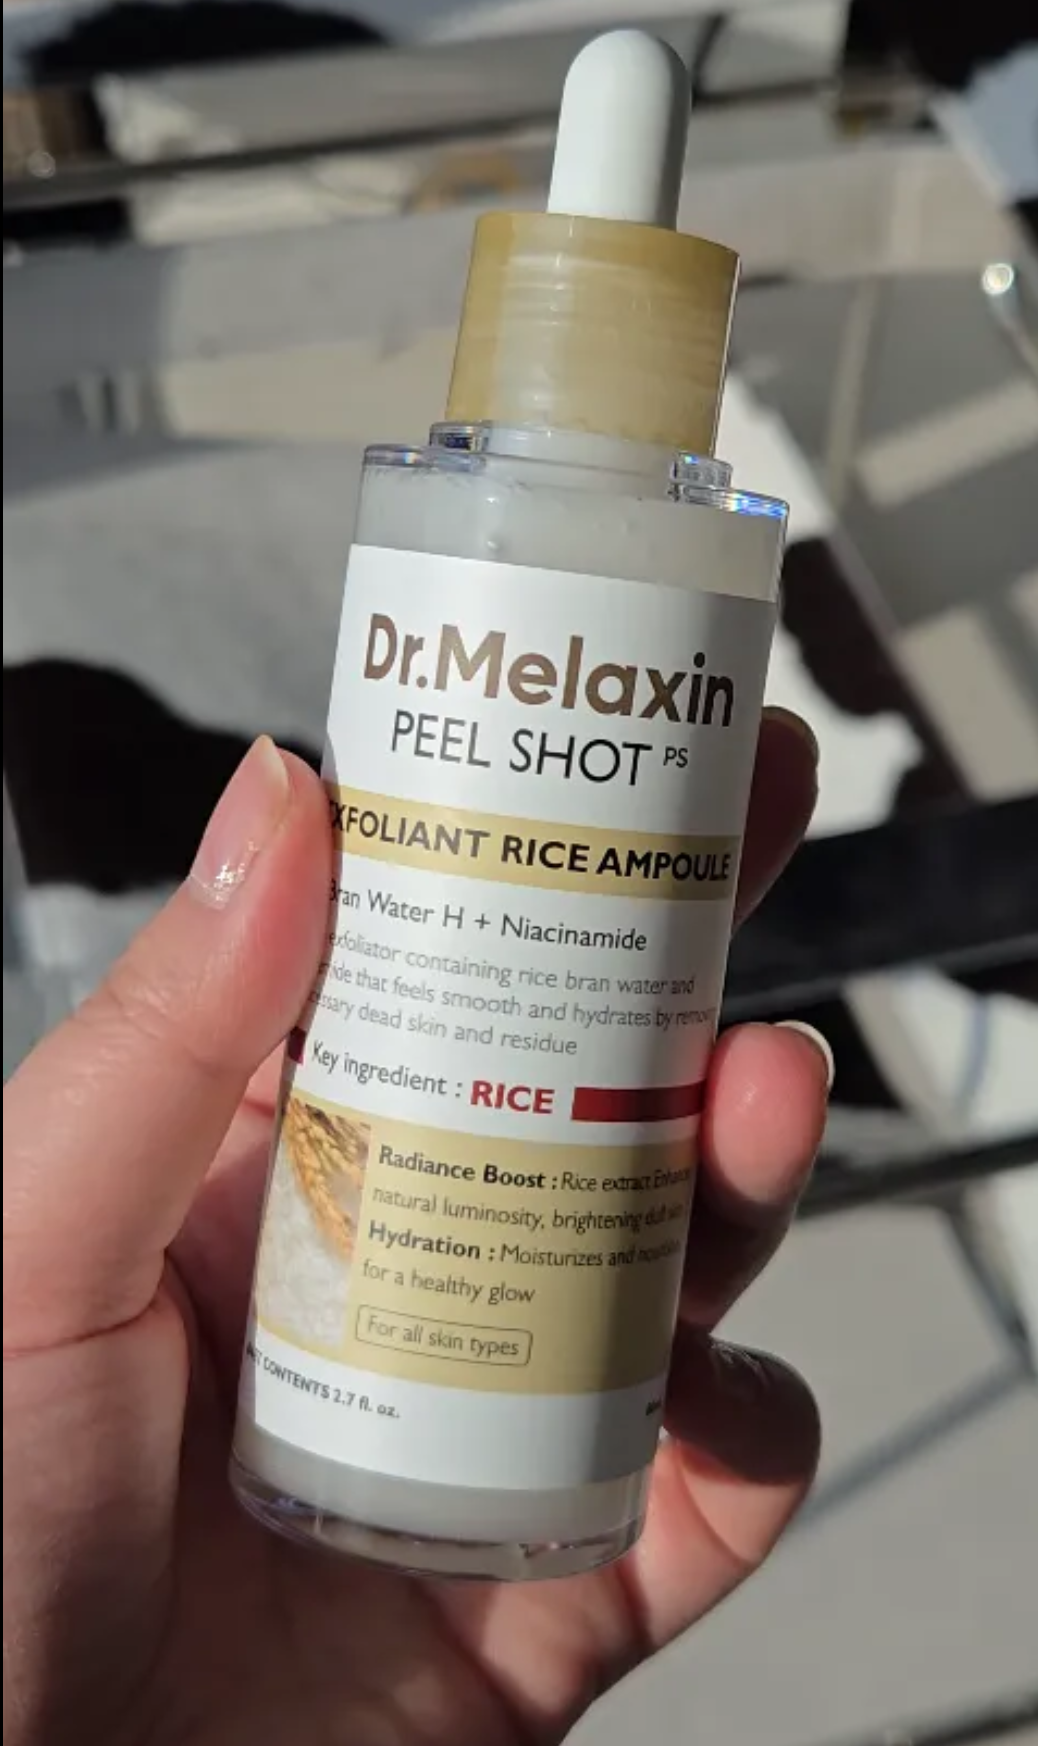 Dr.Melaxin
PEEL SHOT PS
EXFOLIANT RICE AMPOULE
Bran Water H + Niacinamide
exfoliator containing rice bran water and
that feels smooth and hydrates by
dead skin and residue
Key ingredient : RICE
Radiance Boost : Rice extract
natural luminosity, brightening
Hydration : Moisturizes and
for a healthy glow
For all skin types
CONTENTS 2.7 fl. oz.